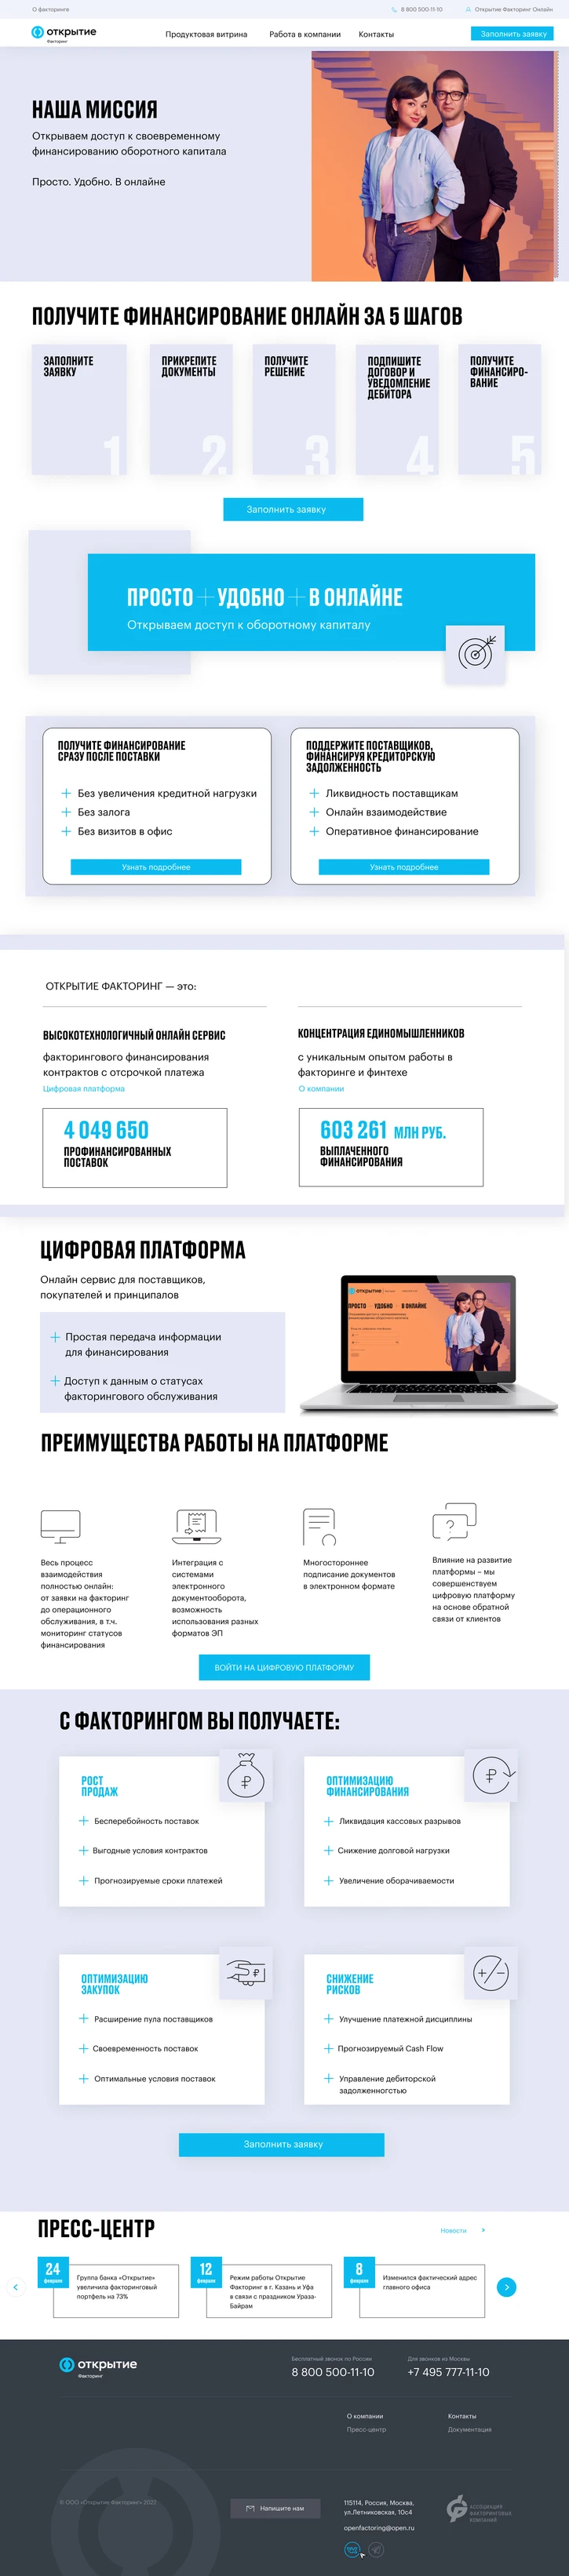 О факторинге
8 800 500-11-10
Открытие Факторинг Онлайн
открытие
Факторинг
Продуктовая витрина
Работа в компании
Контакты
Заполнить заявку
НАША МИССИЯ
Открываем доступ к своевременному
финансированию оборотного капитала
Просто. Удобно. В онлайне
ПОЛУЧИТЕ ФИНАНСИРОВАНИЕ ОНЛАЙН ЗА 5 ШАГОВ
ЗАПОЛНИТЕ
ЗАЯВКУ
1
ПРИКРЕПИТЕ
ДОКУМЕНТЫ
2
ПОЛУЧИТЕ
РЕШЕНИЕ
3
ПОДПИШИТЕ
ДОГОВОР И
УВЕДОМЛЕНИЕ
ДЕБИТОРА
4
ПОЛУЧИТЕ
ФИНАНСИРО-
ВАНИЕ
5
Заполнить заявку
ПРОСТО + УДОБНО + В ОНЛАЙНЕ
Открываем доступ к оборотному капиталу
ПОЛУЧИТЕ ФИНАНСИРОВАНИЕ
СРАЗУ ПОСЛЕ ПОСТАВКИ
Без увеличения кредитной нагрузки
Без залога
Без визитов в офис
Узнать подробнее
ПОДДЕРЖИТЕ ПОСТАВЩИКОВ,
ФИНАНСИРУЯ КРЕДИТОРСКУЮ
ЗАДОЛЖЕННОСТЬ
Ликвидность поставщикам
Онлайн взаимодействие
Оперативное финансирование
Узнать подробнее
ОТКРЫТИЕ ФАКТОРИНГ — это:
ВЫСОКОТЕХНОЛОГИЧНЫЙ ОНЛАЙН СЕРВИС
факторингового финансирования
контрактов с отсрочкой платежа
Цифровая платформа
4 049 650
ПРОФИНАНСИРОВАННЫХ
ПОСТАВОК
КОНЦЕНТРАЦИЯ ЕДИНОМЫШЛЕННИКОВ
с уникальным опытом работы в
факторинге и финтехе
О компании
603 261 МЛН РУБ.
ВЫПЛАЧЕННОГО
ФИНАНСИРОВАНИЯ
ЦИФРОВАЯ ПЛАТФОРМА
Онлайн сервис для поставщиков,
покупателей и принципалов
Простая передача информации
для финансирования
Доступ к данным о статусах
факторингового обслуживания
открытие
ПРОСТО УДОБНО В ОНЛАЙНЕ
ПРЕИМУЩЕСТВА РАБОТЫ НА ПЛАТФОРМЕ
Весь процесс
взаимодействия
полностью онлайн:
от заявки на факторинг
до операционного
обслуживания, в т.ч.
мониторинг статусов
финансирования
Интеграция с
системами
электронного
документооборота,
возможность
использования разных
форматов ЭП
Многостороннее
подписание документов
в электронном формате
Влияние на развитие
платформы – мы
совершенствуем
цифровую платформу
на основе обратной
связи от клиентов
ВОЙТИ НА ЦИФРОВУЮ ПЛАТФОРМУ
С ФАКТОРИНГОМ ВЫ ПОЛУЧАЕТЕ:
РОСТ
ПРОДАЖ
Бесперебойность поставок
Выгодные условия контрактов
Прогнозируемые сроки платежей
ОПТИМИЗАЦИЮ
ФИНАНСИРОВАНИЯ
Ликвидация кассовых разрывов
Снижение долговой нагрузки
Увеличение оборачиваемости
ОПТИМИЗАЦИЮ
ЗАКУПОК
Расширение пула поставщиков
Своевременность поставок
Оптимальные условия поставок
СНИЖЕНИЕ
РИСКОВ
Улучшение платежной дисциплины
Прогнозируемый Cash Flow
Управление дебиторской
задолженностью
Заполнить заявку
ПРЕСС-ЦЕНТР
Новости
24
февраля
Группа банка «Открытие»
увеличила факторинговый
портфель на 73%
12
февраля
Режим работы Открытие
Факторинг в г. Казань и Уфа
в связи с праздником Ураза-
Байрам
8
февраля
Изменился фактический адрес
главного офиса
открытие
Факторинг
Бесплатный звонок по России
8 800 500-11-10
Для звонков из Москвы
+7 495 777-11-10
О компании
Пресс-центр
Контакты
Документация
© ООО «Открытие Факторинг» 2023
Напишите нам
115114, Россия, Москва,
ул.Летниковская, 10с4
openfactoring@open.ru
АССОЦИАЦИЯ
ФАКТОРИНГОВЫХ
КОМПАНИЙ